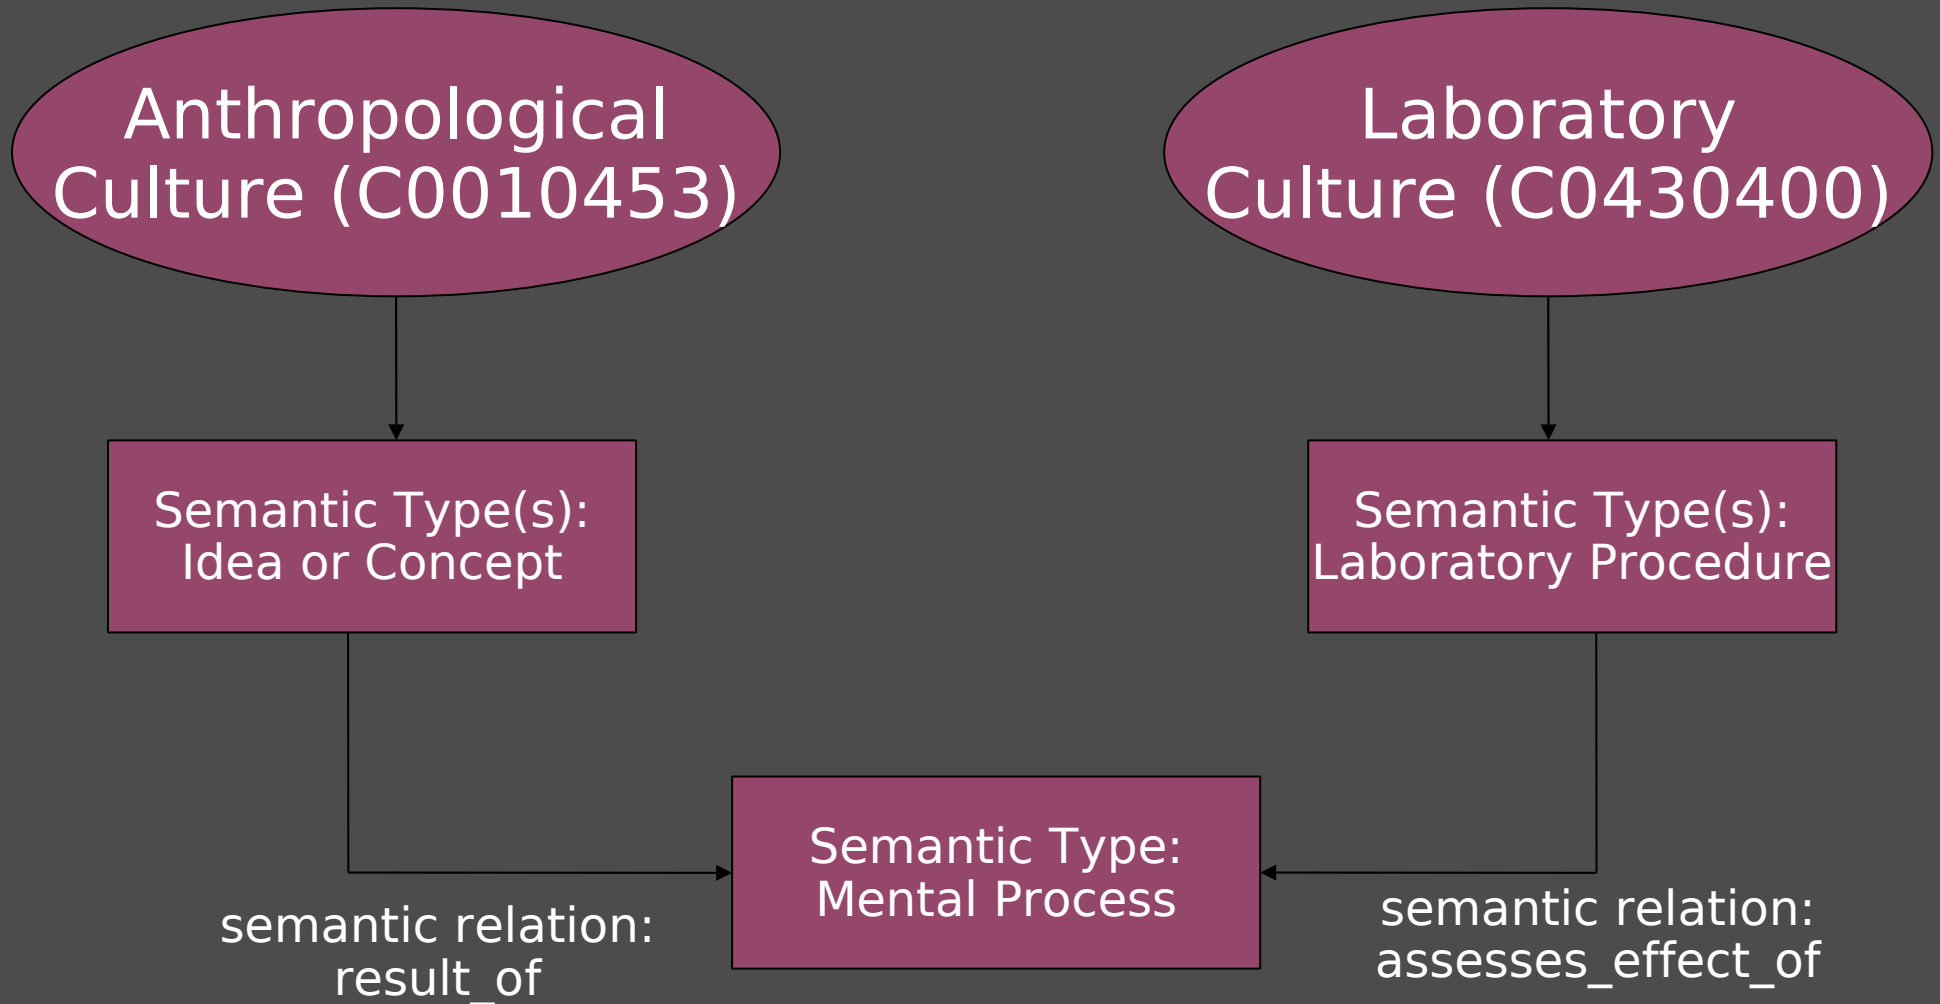 Anthropological
Culture (C0010453)
Laboratory
Culture (C0430400)
Semantic Type(s):
Idea or Concept
Semantic Type(s):
Laboratory Procedure
Semantic Type:
Mental Process
semantic relation:
result_of
semantic relation:
assesses_effect_of